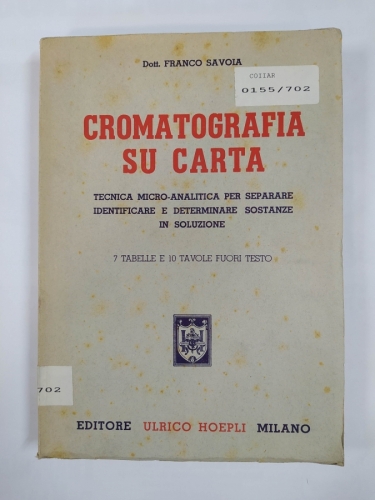 Dott. FRANCO SAVOIA
COIIAR
0155/702
CROMATOGRAFIA
SU CARTA
TECNICA MICRO-ANALITICA PER SEPARARE
IDENTIFICARE E DETERMINARE SOSTANZE
IN SOLUZIONE
7 TABELLE E 10 TAVOLE FUORI TESTO
702
EDITORE ULRICO HOEPLI MILANO